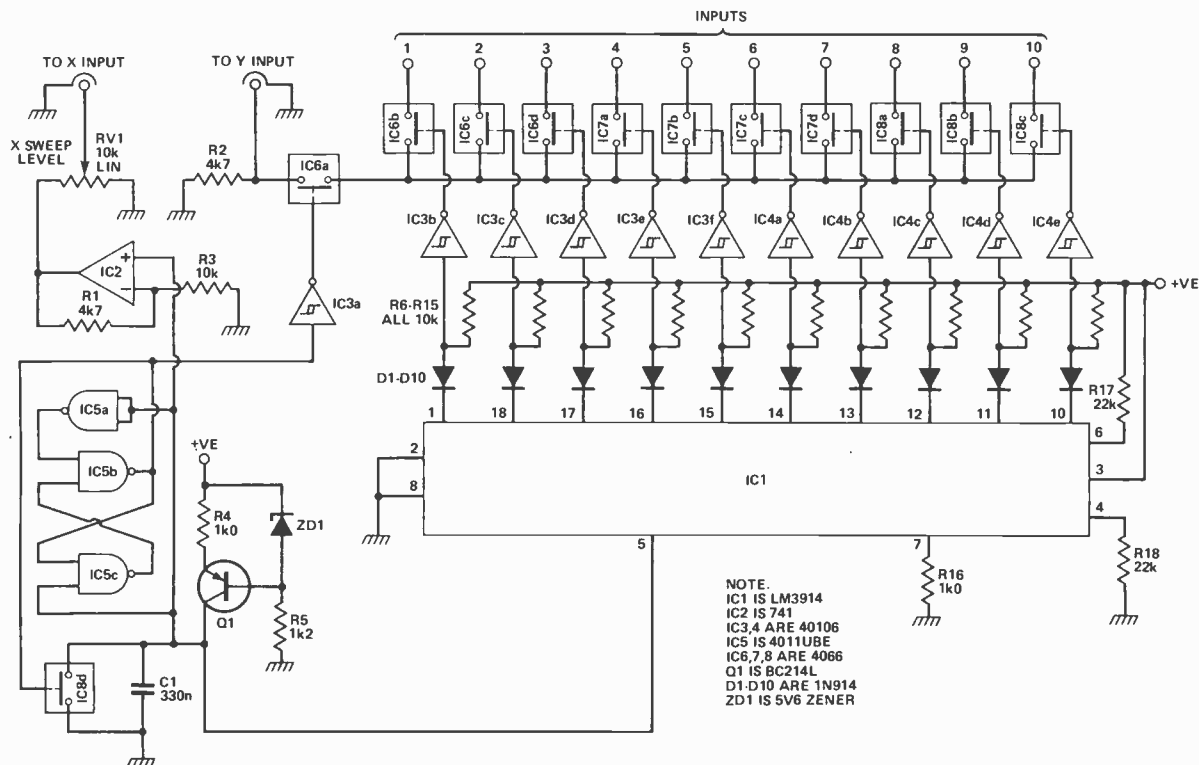 INPUTS
1 2 3 4 5 6 7 8 9 10
TO X INPUT
TO Y INPUT
IC6b IC6c IC6d IC7a IC7b IC7c IC7d IC8a IC8b IC8c
X SWEEP
LEVEL
RV1
10k
LIN
R2
4k7
IC6a
IC3b IC3c IC3d IC3e IC3f IC4a IC4b IC4c IC4d IC4e
+
IC2
−
R3
10k
R1
4k7
IC3a
+VE
R6-R15
ALL 10k
D1-D10
R17
22k
1 18 17 16 15 14 13 12 11 10
IC5a
IC5b
IC5c
+VE
R4
1k0
ZD1
Q1
R5
1k2
2
8
IC1
6
3
4
5
7
R16
1k0
R18
22k
IC8d
C1
330n
NOTE.
IC1 IS LM3914
IC2 IS 741
IC3,4 ARE 40106
IC5 IS 4011UBE
IC6,7,8 ARE 4066
Q1 IS BC214L
D1-D10 ARE 1N914
ZD1 IS 5V6 ZENER